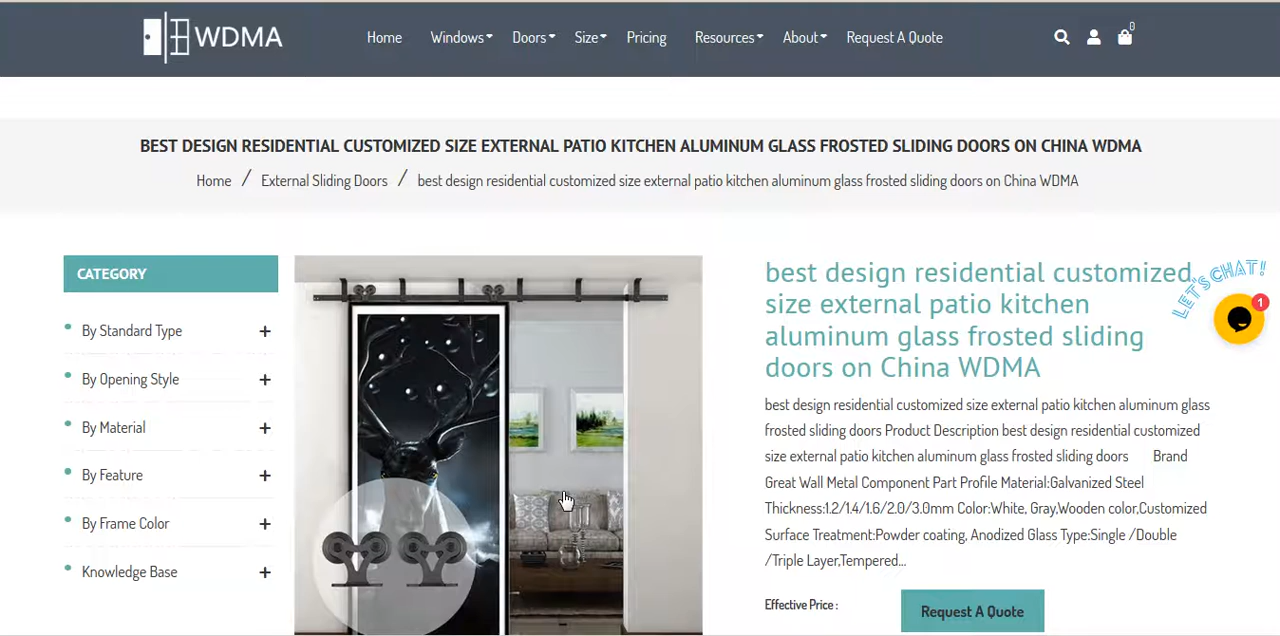 WDMA
Home Windows Doors Size Pricing Resources About Request A Quote
0
BEST DESIGN RESIDENTIAL CUSTOMIZED SIZE EXTERNAL PATIO KITCHEN ALUMINUM GLASS FROSTED SLIDING DOORS ON CHINA WDMA
Home / External Sliding Doors / best design residential customized size external patio kitchen aluminum glass frosted sliding doors on China WDMA
CATEGORY
By Standard Type +
By Opening Style +
By Material +
By Feature +
By Frame Color +
Knowledge Base +
best design residential customized
size external patio kitchen
aluminum glass frosted sliding
doors on China WDMA
best design residential customized size external patio kitchen aluminum glass
frosted sliding doors Product Description best design residential customized
size external patio kitchen aluminum glass frosted sliding doors Brand
Great Wall Metal Component Part Profile Material:Galvanized Steel
Thickness:1.2/1.4/1.6/2.0/3.0mm Color:White, Gray,Wooden color,Customized
Surface Treatment:Powder coating, Anodized Glass Type:Single /Double
/Triple Layer,Tempered...
Effective Price :
Request A Quote
LET'S CHAT!
1